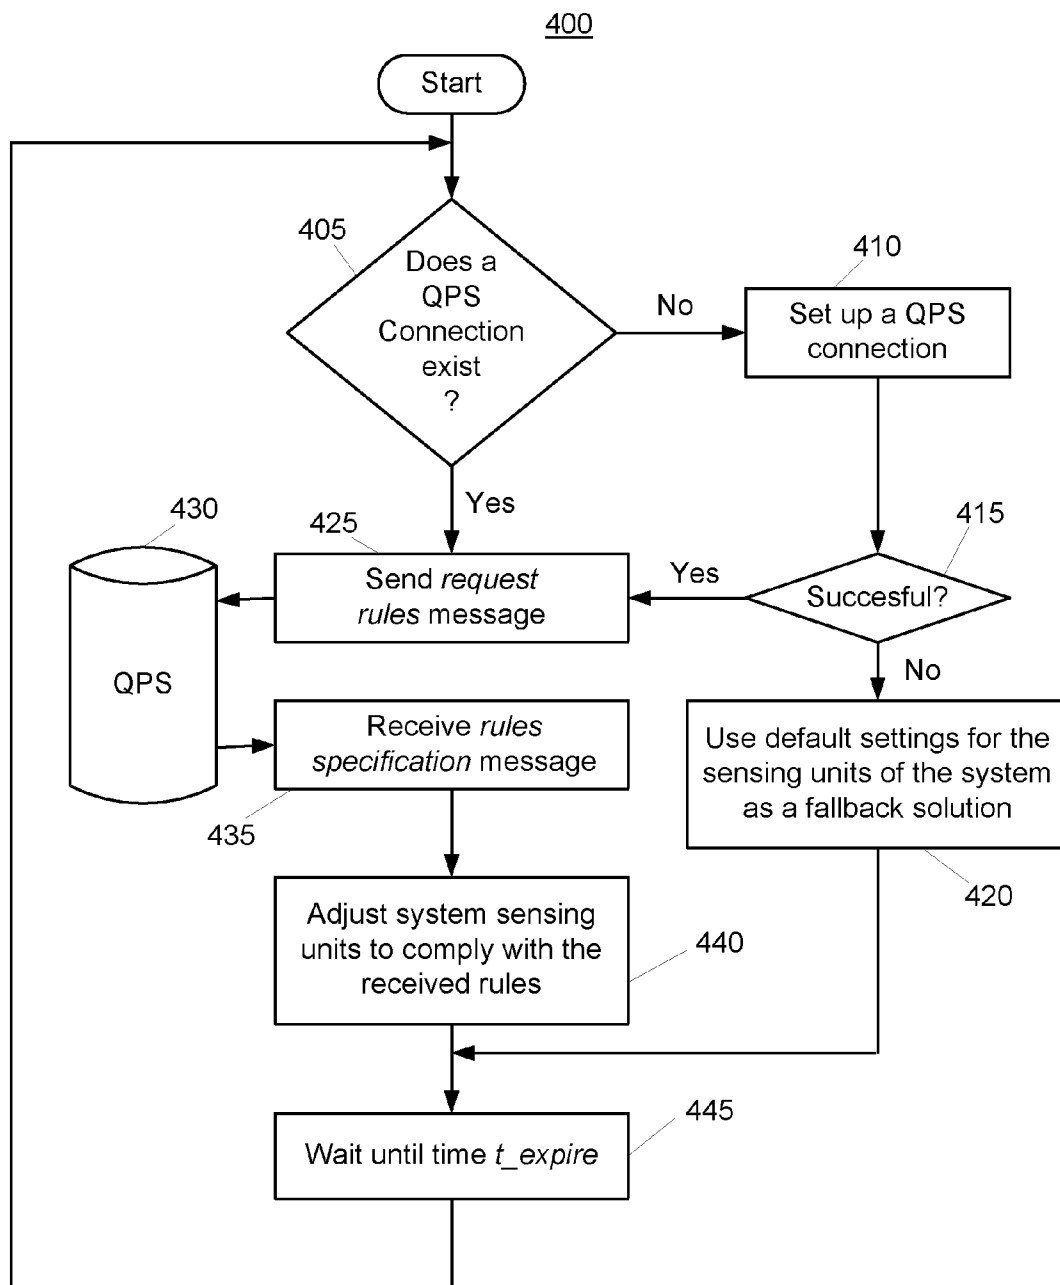 400
Start
405
Does a
QPS
Connection
exist
?
No
410
Set up a QPS
connection
Yes
430
425
415
Send request
rules message
Yes
Succesful?
No
QPS
Receive rules
specification message
435
Use default settings for the
sensing units of the system
as a fallback solution
420
Adjust system sensing
units to comply with the
received rules
440
445
Wait until time t_expire